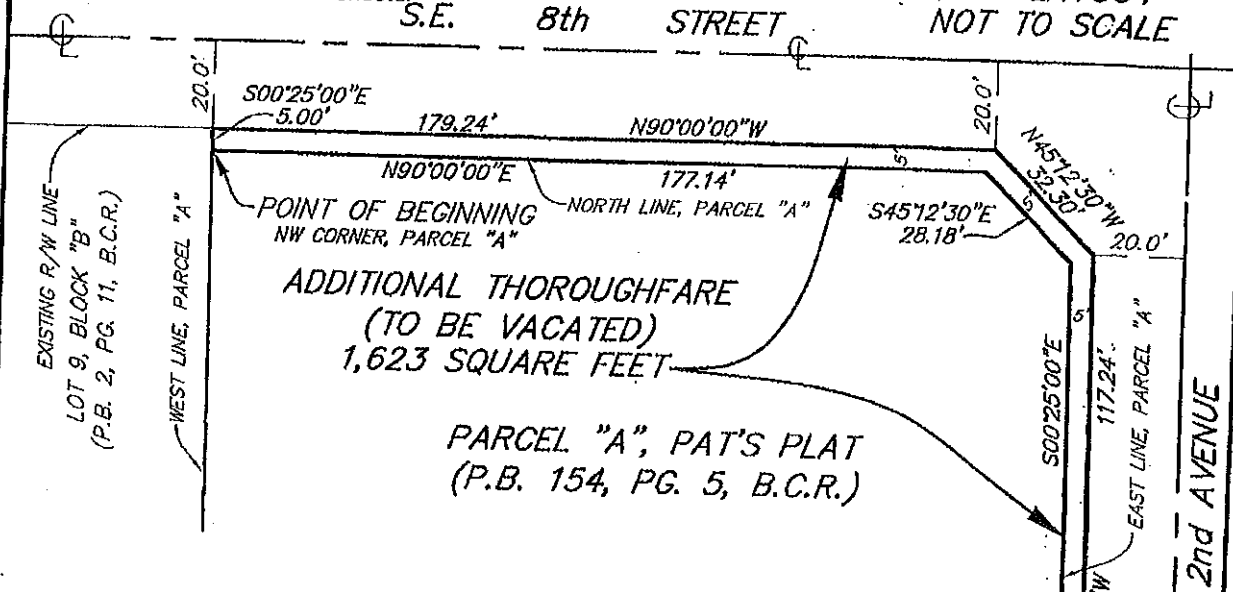 S.E. 8th STREET
NOT TO SCALE
℄
℄
℄
20.0'
S00°25'00"E
5.00'
179.24'
N90°00'00"W
20.0'
N45°12'30"W
32.30'
5'
N90°00'00"E
177.14'
POINT OF BEGINNING
NW CORNER, PARCEL "A"
NORTH LINE, PARCEL "A"
S45°12'30"E
28.18'
5'
20.0'
EXISTING R/W LINE
LOT 9, BLOCK "B"
(P.B. 2, PG. 11, B.C.R.)
WEST LINE, PARCEL "A"
ADDITIONAL THOROUGHFARE
(TO BE VACATED)
1,623 SQUARE FEET
PARCEL "A", PAT'S PLAT
(P.B. 154, PG. 5, B.C.R.)
S00°25'00"E
5'
117.24'
EAST LINE, PARCEL "A"
2nd AVENUE